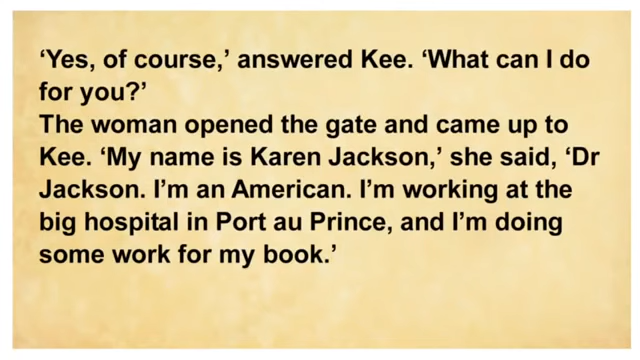 ‘Yes, of course,’ answered Kee. ‘What can I do
for you?’
The woman opened the gate and came up to
Kee. ‘My name is Karen Jackson,’ she said, ‘Dr
Jackson. I’m an American. I’m working at the
big hospital in Port au Prince, and I’m doing
some work for my book.’